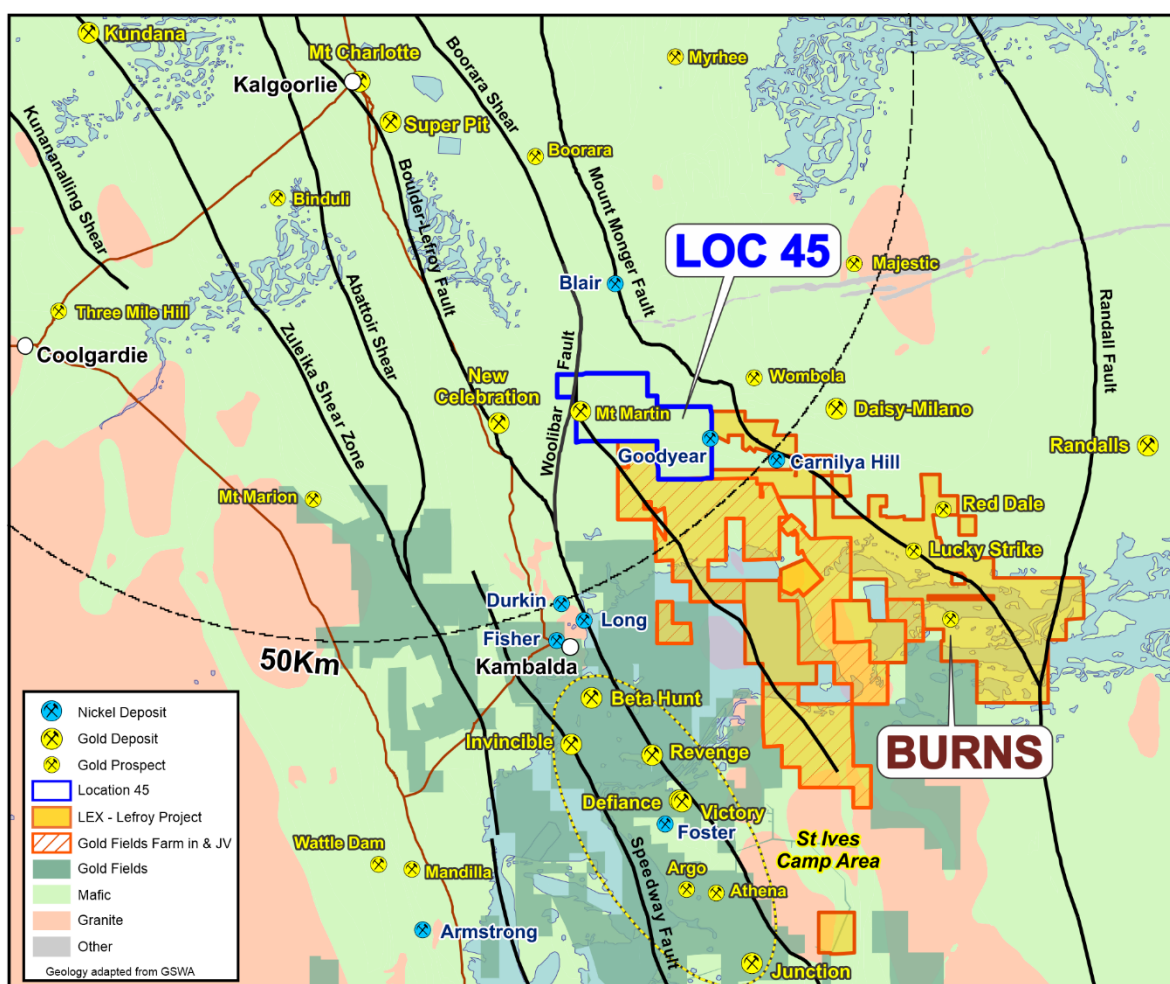 Kundana
Mt Charlotte
Kalgoorlie
Super Pit
Boorara Shear
Myrhee
Boorara
Kunananalling Shear
Binduli
Boulder-Lefroy Fault
Mount Monger Fault
LOC 45
Majestic
Blair
Abattoir Shear
Three Mile Hill
Coolgardie
Zuleika Shear Zone
Randall Fault
New
Celebration
Woolibar Fault
Mt Martin
Wombola
Daisy-Milano
Goodyear
Carnilya Hill
Randalls
Mt Marion
Red Dale
Lucky Strike
Durkin
Long
Fisher
Kambalda
50Km
Beta Hunt
Invincible
Revenge
BURNS
Defiance
Victory
Foster
St Ives
Camp Area
Speedway Fault
Wattle Dam
Mandilla
Argo
Athena
Armstrong
Junction
Nickel Deposit
Gold Deposit
Gold Prospect
Location 45
LEX - Lefroy Project
Gold Fields Farm in & JV
Gold Fields
Mafic
Granite
Other
Geology adapted from GSWA